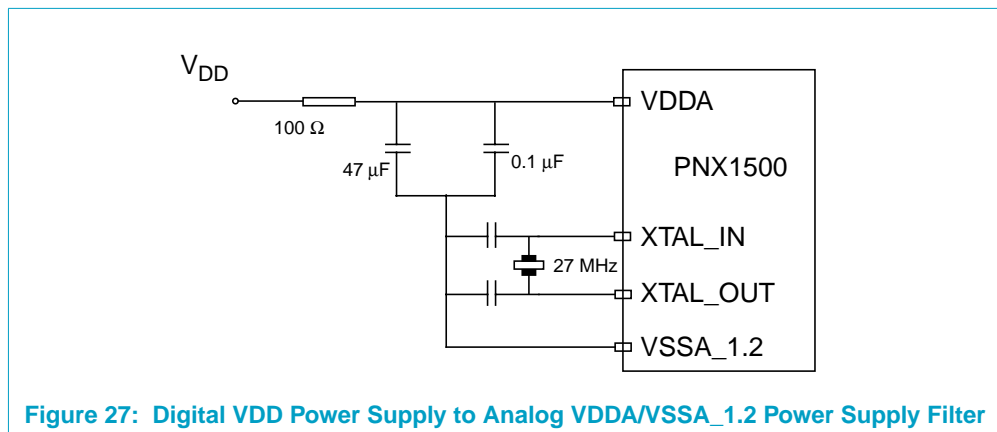 VDD
100 Ω
47 μF
0.1 μF
VDDA
PNX1500
XTAL_IN
27 MHz
XTAL_OUT
VSSA_1.2
Figure 27: Digital VDD Power Supply to Analog VDDA/VSSA_1.2 Power Supply Filter